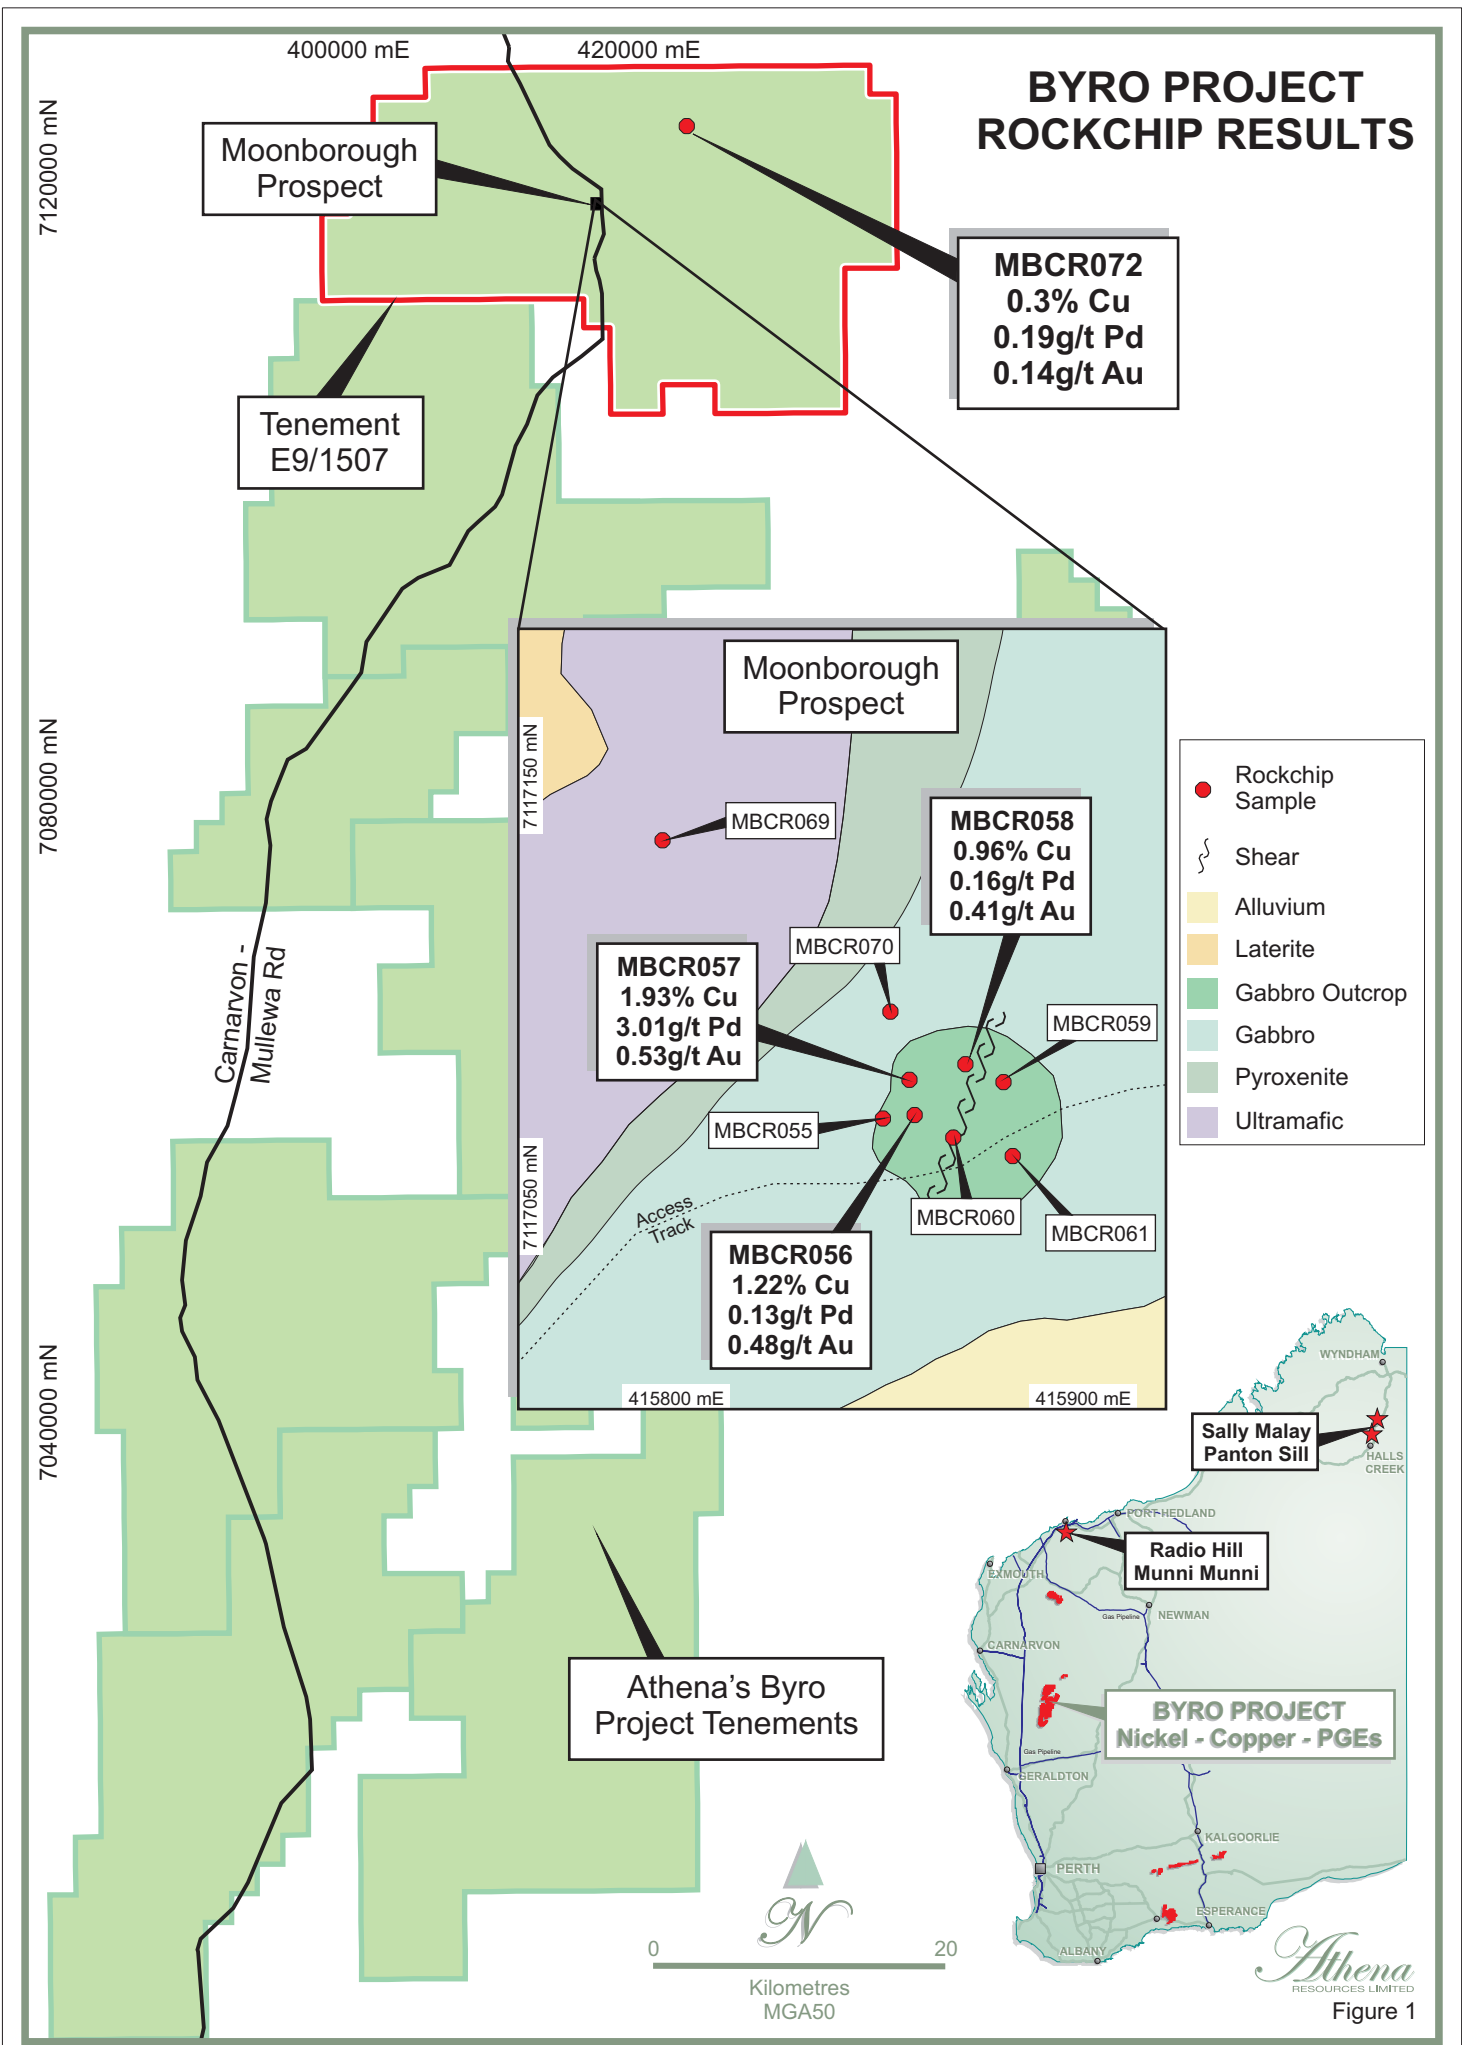 400000 mE
420000 mE
BYRO PROJECT
ROCKCHIP RESULTS
7120000 mN
Moonborough
Prospect
MBCR072
0.3% Cu
0.19g/t Pd
0.14g/t Au
Tenement
E9/1507
7080000 mN
Moonborough
Prospect
7117150 mN
MBCR069
MBCR058
0.96% Cu
0.16g/t Pd
0.41g/t Au
MBCR070
MBCR057
1.93% Cu
3.01g/t Pd
0.53g/t Au
MBCR059
MBCR055
7117050 mN
Access
Track
MBCR060
MBCR061
MBCR056
1.22% Cu
0.13g/t Pd
0.48g/t Au
415800 mE
415900 mE
Rockchip
Sample
Shear
Alluvium
Laterite
Gabbro Outcrop
Gabbro
Pyroxenite
Ultramafic
Carnarvon -
Mullewa Rd
7040000 mN
Athena's Byro
Project Tenements
WYNDHAM
Sally Malay
Panton Sill
HALLS
CREEK
PORT HEDLAND
Radio Hill
Munni Munni
EXMOUTH
Gas Pipeline
NEWMAN
CARNARVON
BYRO PROJECT
Nickel - Copper - PGEs
Gas Pipeline
GERALDTON
KALGOORLIE
PERTH
ESPERANCE
ALBANY
N
0
20
Kilometres
MGA50
Athena
RESOURCES LIMITED
Figure 1